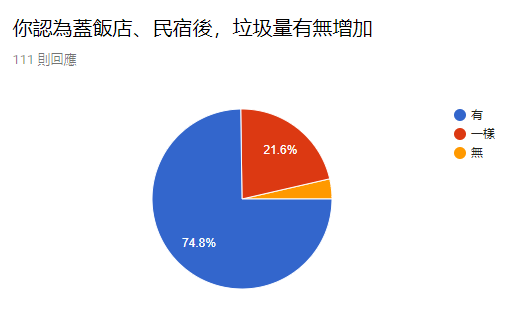 你認為蓋飯店、民宿後，垃圾量有無增加
111 則回應
有
一樣
無
21.6%
74.8%